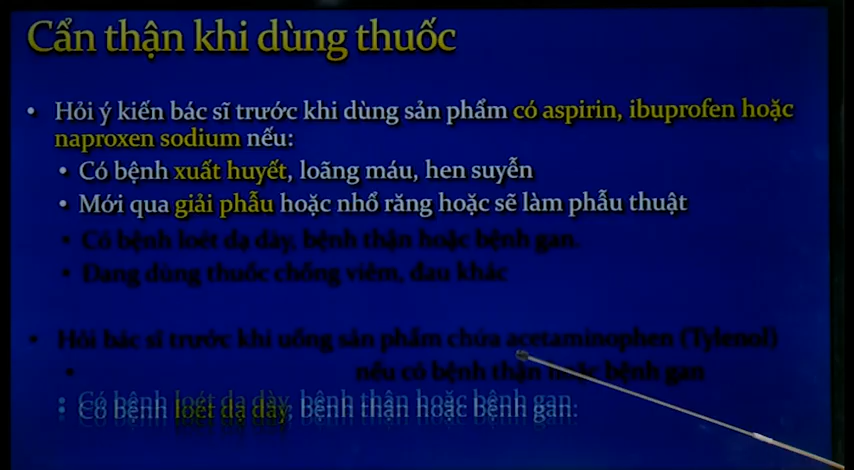 Cẩn thận khi dùng thuốc
• Hỏi ý kiến bác sĩ trước khi dùng sản phẩm có aspirin, ibuprofen hoặc
naproxen sodium nếu:
• Có bệnh xuất huyết, loãng máu, hen suyễn
• Mới qua giải phẫu hoặc nhổ răng hoặc sẽ làm phẫu thuật
• Có bệnh loét dạ dày, bệnh thận hoặc bệnh gan.
• Đang dùng thuốc chống viêm, đau khác
• Hỏi bác sĩ trước khi uống sản phẩm chứa acetaminophen (Tylenol)
• nếu có bệnh thận hoặc bệnh gan
• Có bệnh loét dạ dày, bệnh thận hoặc bệnh gan.